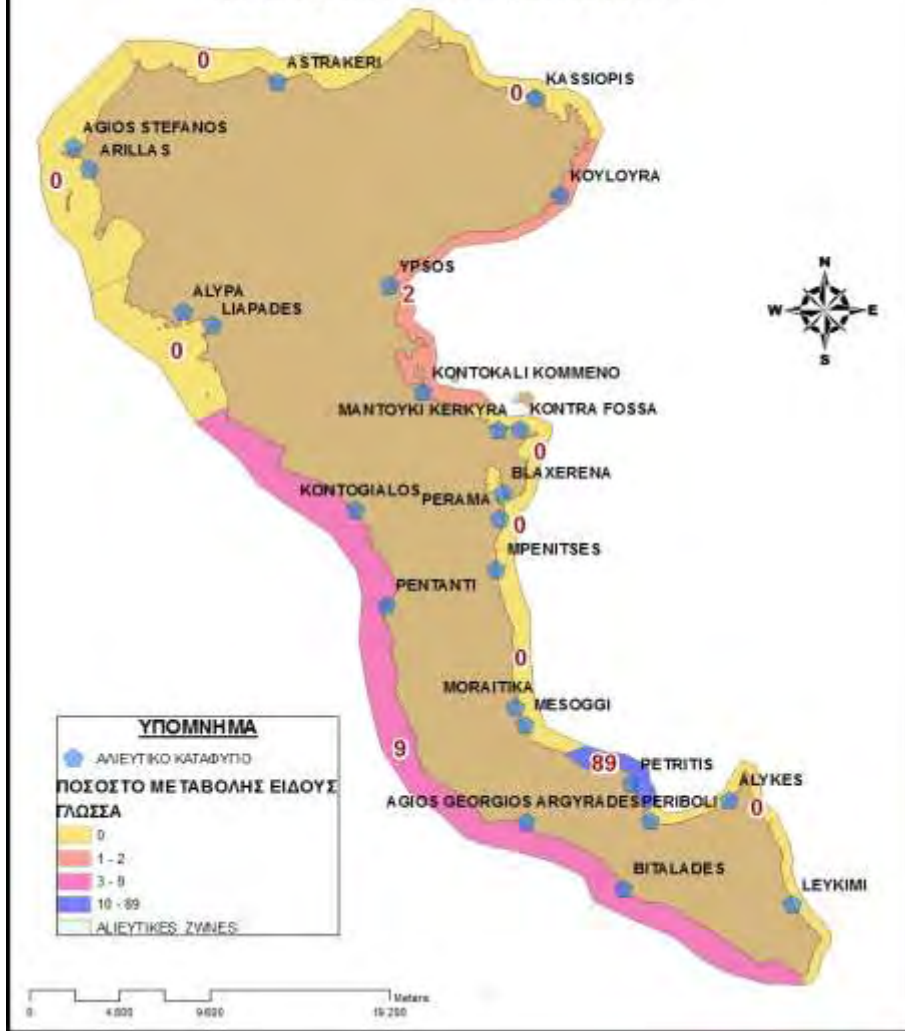 0
ASTRAKERI
KASSIOPIS
0
AGIOS STEFANOS
ARILLAS
0
KOYLOYRA
YPSOS
2
ALYPA
LIAPADES
0
N
W E
S
KONTOKALI KOMMENO
MANTOYKI KERKYRA KONTRA FOSSA
0
BLAXERENA
KONTOGIALOS
PERAMA
0
MPENITSES
PENTANTI
0
MORAITIKA
MESOGGI
9
89
PETRITIS
ALYKES
0
AGIOS GEORGIOS ARGYRADES PERIBOLI
BITALADES
LEYKIMI
ΥΠΟΜΝΗΜΑ
ΑΛΙΕΥΤΙΚΟ ΚΑΤΑΦΥΓΙΟ
ΠΟΣΟΣΤΟ ΜΕΤΑΒΟΛΗΣ ΕΙΔΟΥΣ
ΓΛΩΣΣΑ
0
1 - 2
3 - 9
10 - 89
ALIEYTIKES_ZWNES
Meters
0 4.800 9.600 19.200